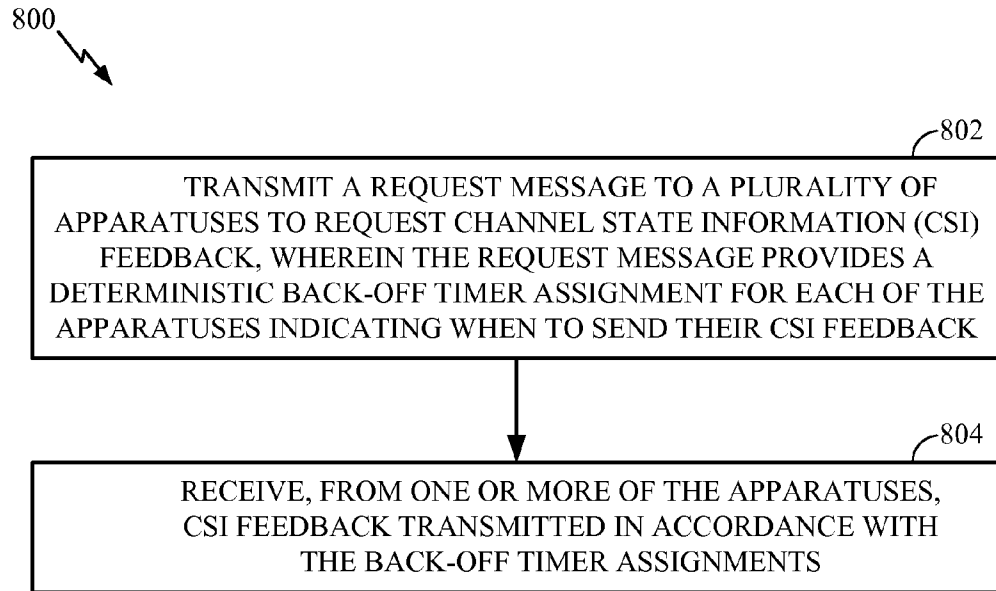 800
802
TRANSMIT A REQUEST MESSAGE TO A PLURALITY OF
APPARATUSES TO REQUEST CHANNEL STATE INFORMATION (CSI)
FEEDBACK, WHEREIN THE REQUEST MESSAGE PROVIDES A
DETERMINISTIC BACK-OFF TIMER ASSIGNMENT FOR EACH OF THE
APPARATUSES INDICATING WHEN TO SEND THEIR CSI FEEDBACK
804
RECEIVE, FROM ONE OR MORE OF THE APPARATUSES,
CSI FEEDBACK TRANSMITTED IN ACCORDANCE WITH
THE BACK-OFF TIMER ASSIGNMENTS